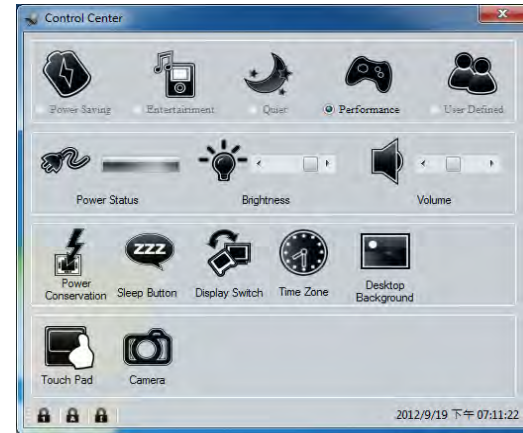 Control Center
Power Saving Entertainment Quiet Performance User Defined
Power Status Brightness Volume
ZZZ
Power Conservation Sleep Button Display Switch Time Zone Desktop Background
Touch Pad Camera
2012/9/19 下午 07:11:22